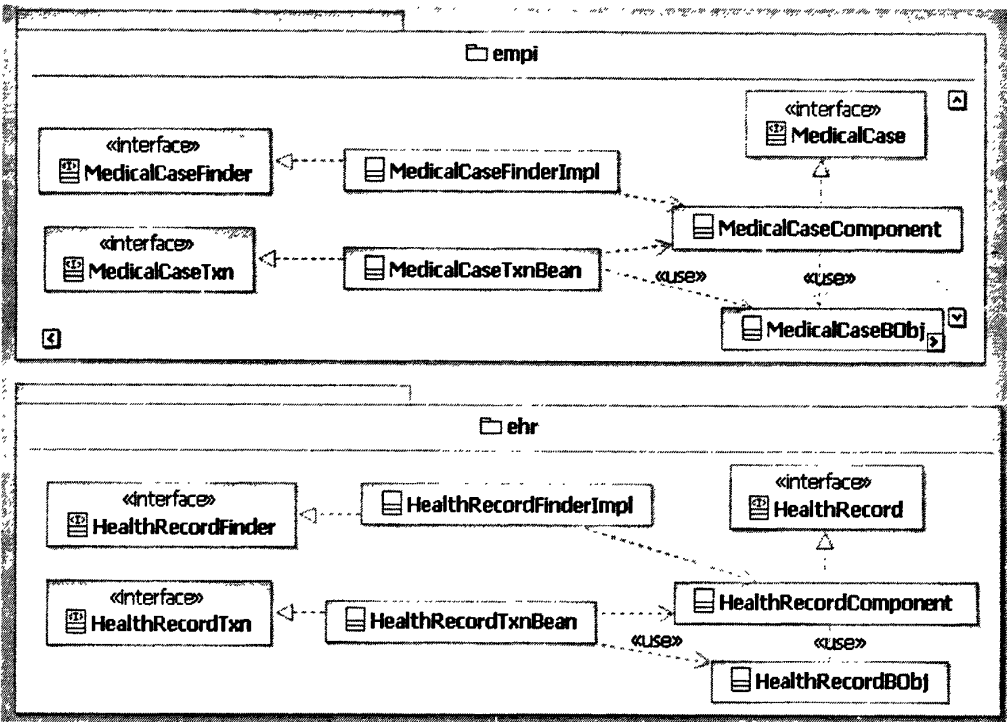 empi
«interface»
MedicalCase
«interface»
MedicalCaseFinder
MedicalCaseFinderImpl
MedicalCaseComponent
«interface»
MedicalCaseTxn
MedicalCaseTxnBean
«use»
«use»
MedicalCaseBObj
ehr
«interface»
HealthRecord
«interface»
HealthRecordFinder
HealthRecordFinderImpl
HealthRecordComponent
«interface»
HealthRecordTxn
HealthRecordTxnBean
«use»
«use»
HealthRecordBObj